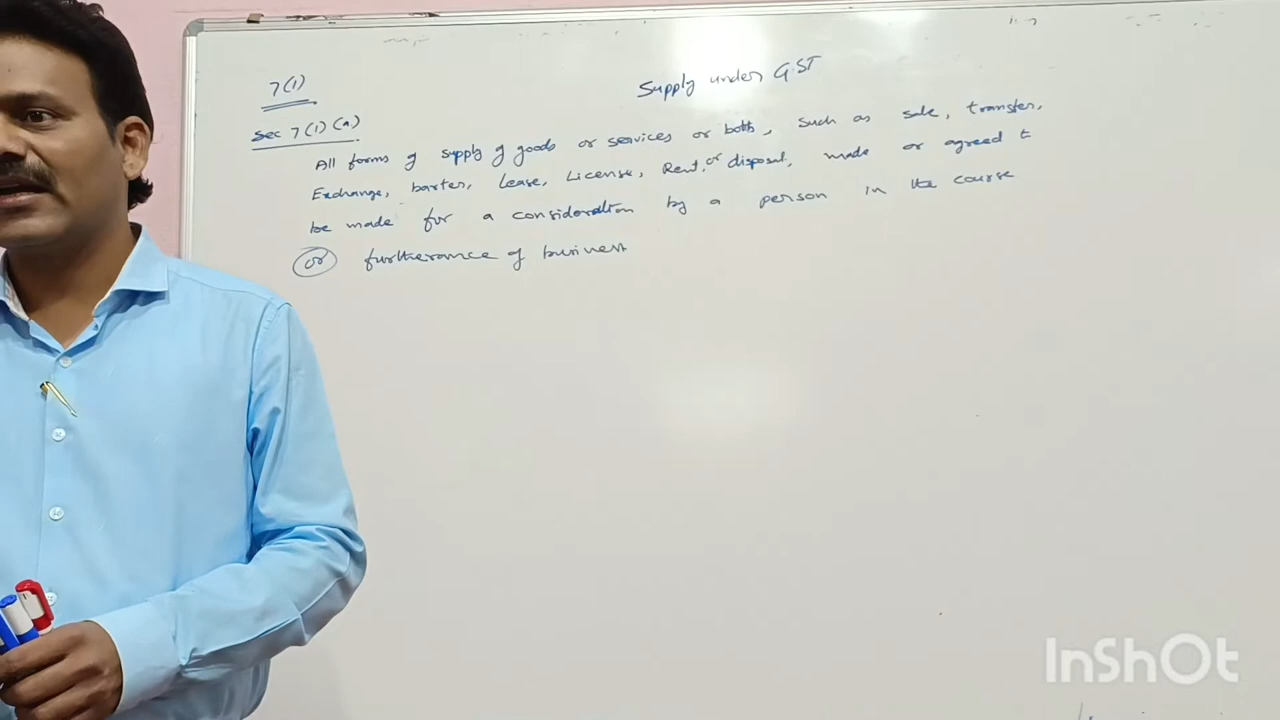 7(1)
Supply under GST
Sec 7(1)(a)
All forms of supply of goods or services or both, such as sale, transfer,
Exchange, barter, Lease, License, Rent, or disposal, made or agreed to
be made for a consideration by a person in the course
or furtherance of business
InShOt